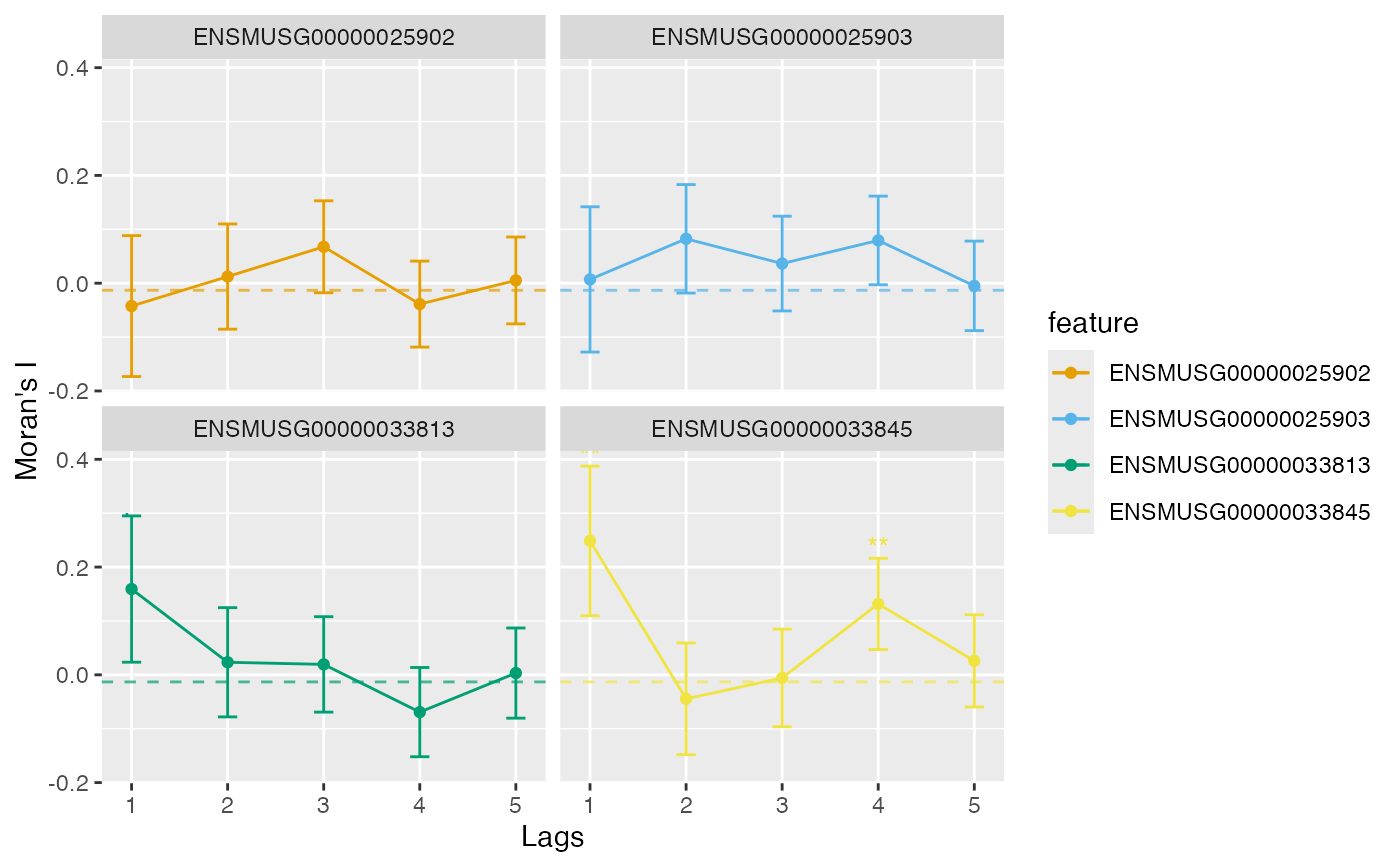 ENSMUSG00000025902 ENSMUSG00000025903
0.4
0.2
0.0
-0.2
Moran's I
ENSMUSG00000033813 ENSMUSG00000033845
0.4
0.2
**
0.0
-0.2
1 2 3 4 5 1 2 3 4 5
Lags
feature
ENSMUSG00000025902
ENSMUSG00000025903
ENSMUSG00000033813
ENSMUSG00000033845